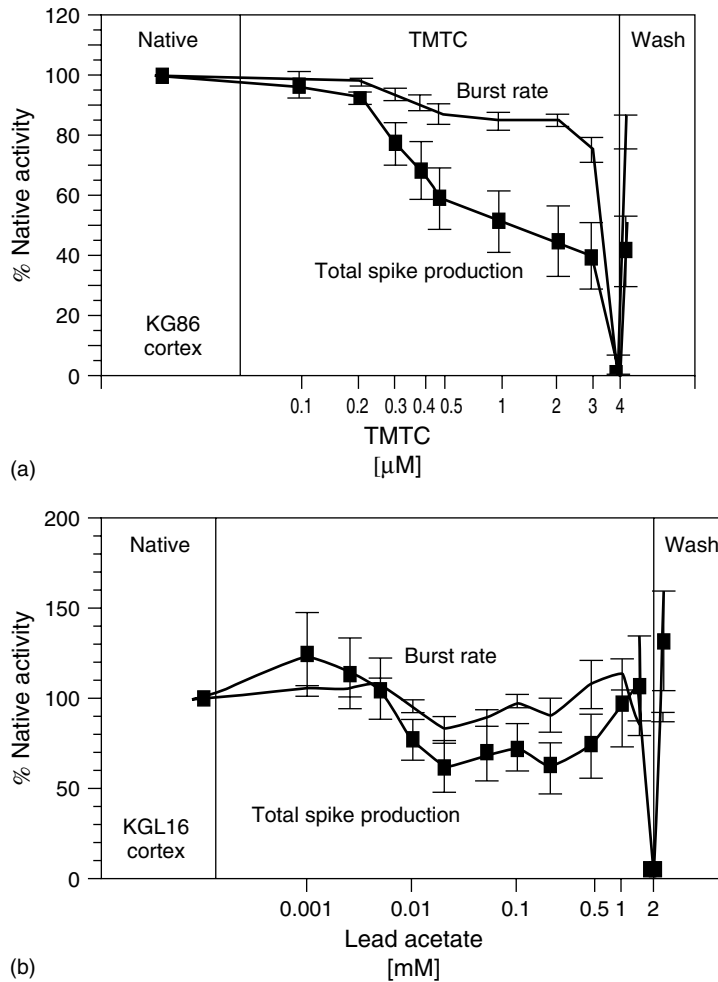 120
100
80
60
40
20
0
% Native activity
Native
TMTC
Wash
Burst rate
Total spike production
KG86
cortex
0.1 0.2 0.3 0.4 0.5 1 2 3 4
TMTC
[μM]
(a)
200
150
100
50
0
% Native activity
Native
Wash
Burst rate
Total spike production
KGL16
cortex
0.001 0.01 0.1 0.5 1 2
Lead acetate
[mM]
(b)